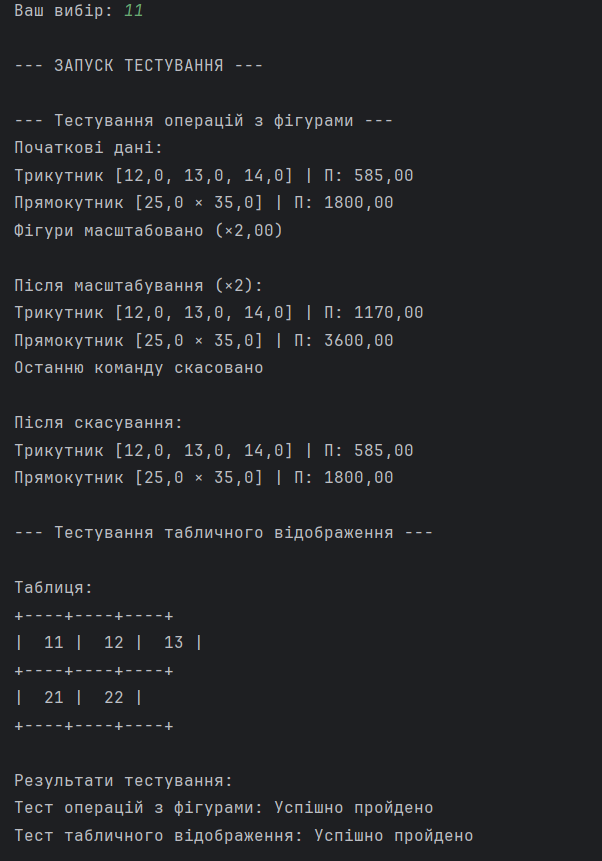 Ваш вибір: 11
--- ЗАПУСК ТЕСТУВАННЯ ---
--- Тестування операцій з фігурами ---
Початкові дані:
Трикутник [12,0, 13,0, 14,0] | П: 585,00
Прямокутник [25,0 × 35,0] | П: 1800,00
Фігури масштабовано (×2,00)
Після масштабування (×2):
Трикутник [12,0, 13,0, 14,0] | П: 1170,00
Прямокутник [25,0 × 35,0] | П: 3600,00
Останню команду скасовано
Після скасування:
Трикутник [12,0, 13,0, 14,0] | П: 585,00
Прямокутник [25,0 × 35,0] | П: 1800,00
--- Тестування табличного відображення ---
Таблиця:
+----+----+----+
|  11 |  12 |  13 |
+----+----+----+
|  21 |  22 |
+----+----+----+
Результати тестування:
Тест операцій з фігурами: Успішно пройдено
Тест табличного відображення: Успішно пройдено